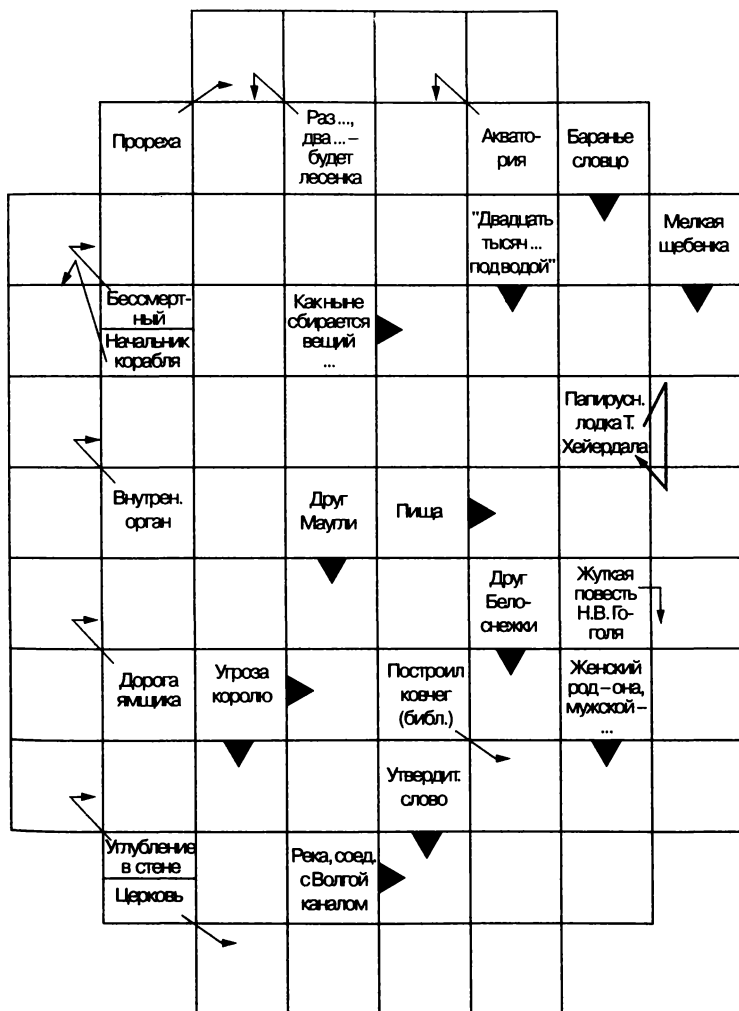 Прореха
Раз ...,
два ... –
будет
лесенка
Аквато-
рия
Баранье
словцо
"Двадцать
тысяч ...
под водой"
Мелкая
щебенка
Бессмерт-
ный
Начальник
корабля
Как ныне
сбирается
вещий
...
Папирусн.
лодка Т.
Хейердала
Внутрен.
орган
Друг
Маугли
Пища
Друг
Бело-
снежки
Жуткая
повесть
Н.В. Го-
голя
Дорога
ямщика
Угроза
королю
Построил
ковчег
(библ.)
Женский
род – она,
мужской –
...
Утвердит.
слово
Углубление
в стене
Церковь
Река, соед.
с Волгой
каналом